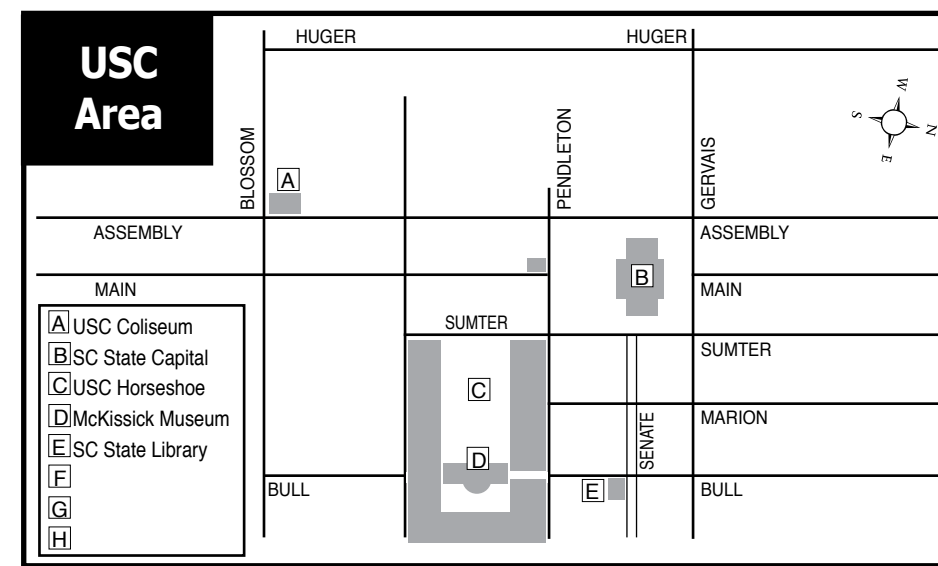 USC
Area
HUGER
HUGER
W
S
N
E
BLOSSOM
PENDLETON
GERVAIS
A
ASSEMBLY
ASSEMBLY
B
MAIN
MAIN
SUMTER
SUMTER
C
MARION
SENATE
D
BULL
E
BULL
A USC Coliseum
B SC State Capital
C USC Horseshoe
D McKissick Museum
E SC State Library
F
G
H